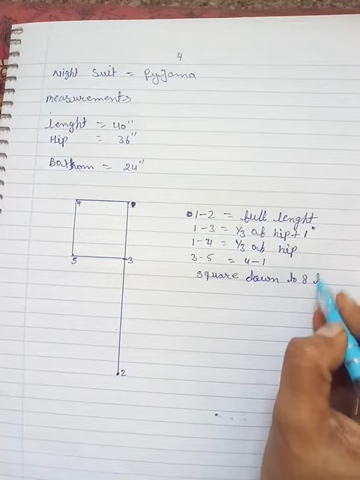 4
Night Suit = PyJama
measurements
Lenght = 40"
Hip = 36"
Bathom = 24"
4
5
3
2
1-2 = full lenght
1-3 = 1/3 of hip + 1"
1-4 = 1/3 of hip
3-5 = 4-1
square down to 8